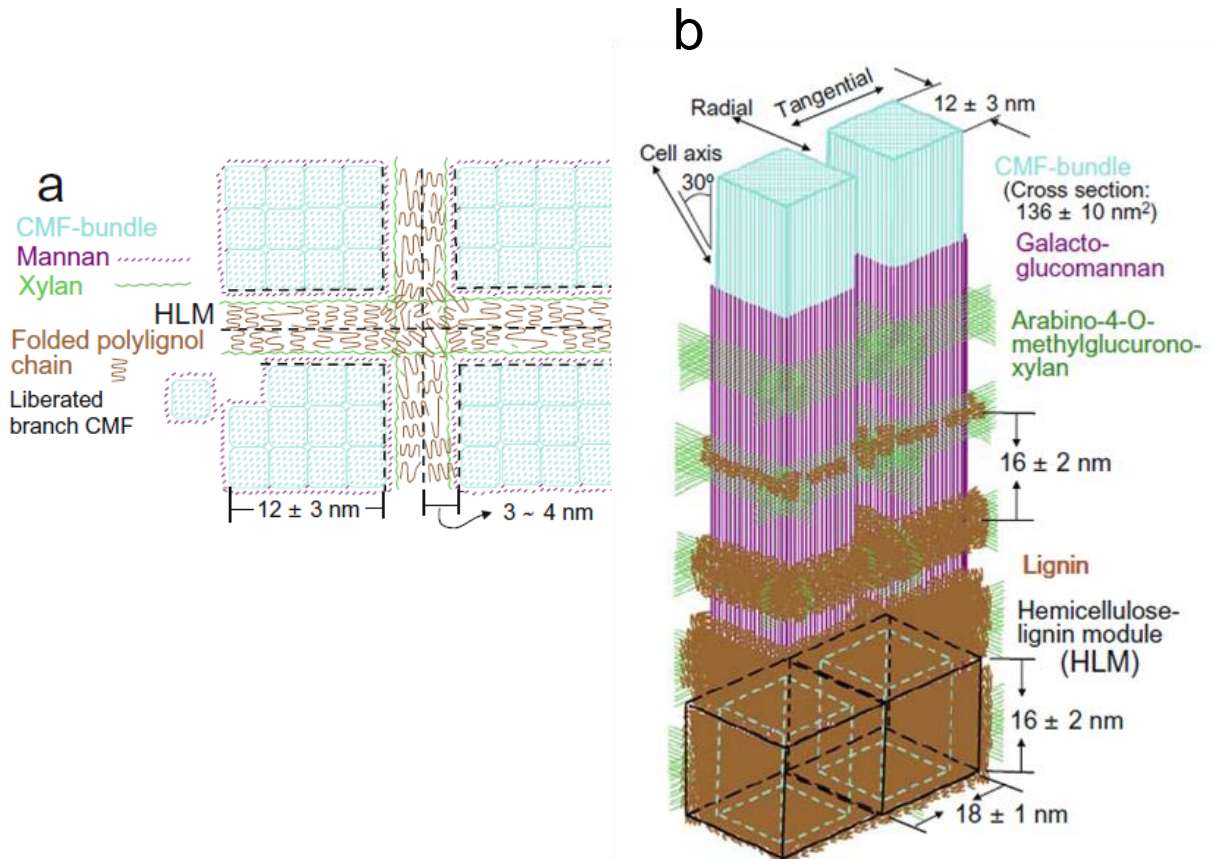 a
CMF-bundle
Mannan
Xylan
HLM
Folded polylignol
chain
Liberated
branch CMF
12 ± 3 nm
3 ~ 4 nm
b
Radial
Tangential
12 ± 3 nm
Cell axis
30º
CMF-bundle
(Cross section:
136 ± 10 nm²)
Galacto-
glucomannan
Arabino-4-O-
methylglucurono-
xylan
16 ± 2 nm
Lignin
Hemicellulose-
lignin module
(HLM)
16 ± 2 nm
18 ± 1 nm